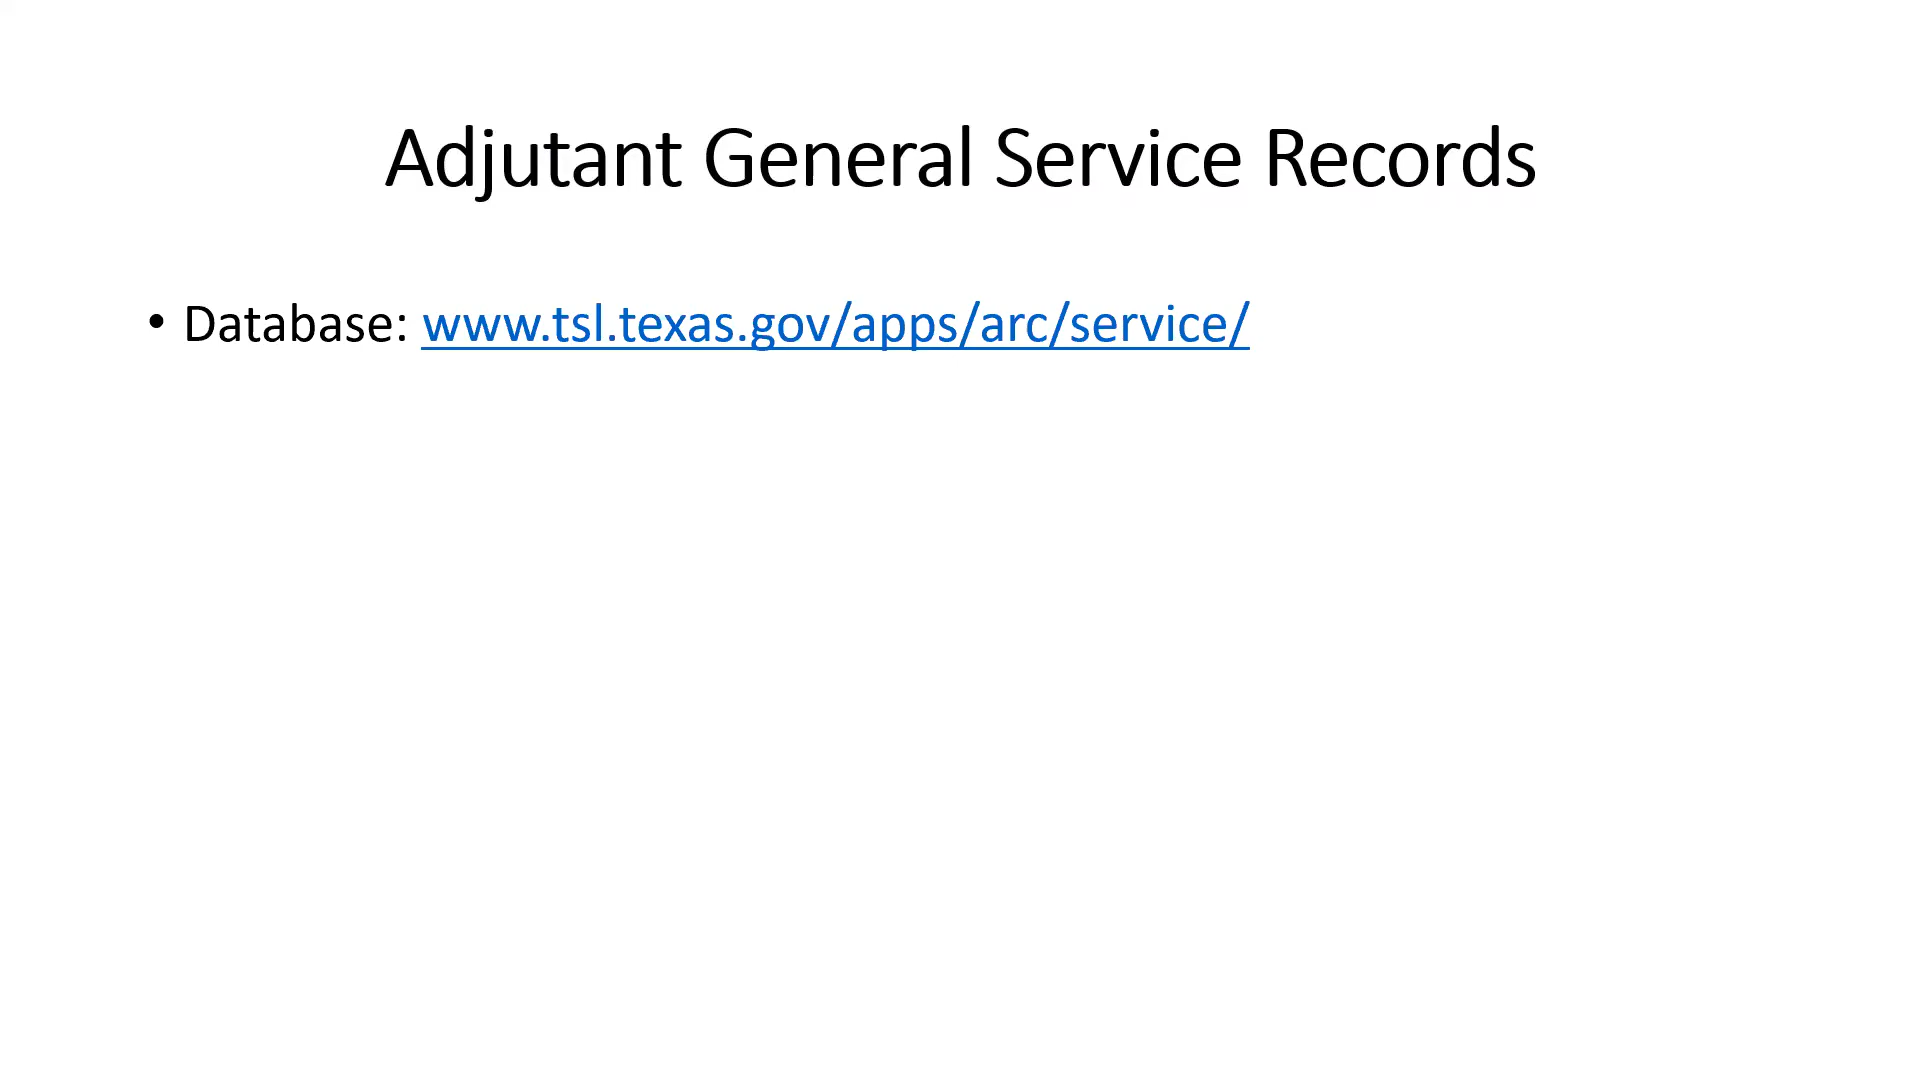 Adjutant General Service Records
• Database: www.tsl.texas.gov/apps/arc/service/